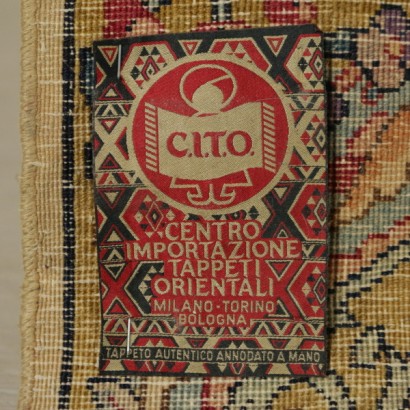 C.I.T.O.
CENTRO
IMPORTAZIONE
TAPPETI
ORIENTALI
MILANO - TORINO
BOLOGNA
TAPPETO AUTENTICO ANNODATO A MANO